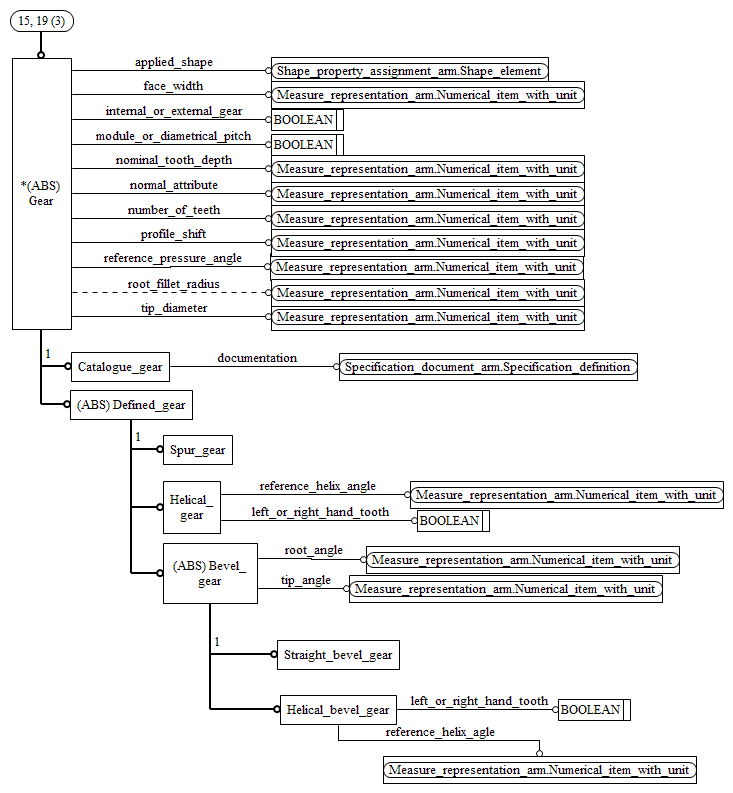 15, 19 (3)
applied_shape
Shape_property_assignment_arm.Shape_element
face_width
Measure_representation_arm.Numerical_item_with_unit
internal_or_external_gear
BOOLEAN
module_or_diametrical_pitch
BOOLEAN
nominal_tooth_depth
Measure_representation_arm.Numerical_item_with_unit
*(ABS)
Gear
normal_attribute
Measure_representation_arm.Numerical_item_with_unit
number_of_teeth
Measure_representation_arm.Numerical_item_with_unit
profile_shift
Measure_representation_arm.Numerical_item_with_unit
reference_pressure_angle
Measure_representation_arm.Numerical_item_with_unit
root_fillet_radius
Measure_representation_arm.Numerical_item_with_unit
tip_diameter
Measure_representation_arm.Numerical_item_with_unit
1
Catalogue_gear
documentation
Specification_document_arm.Specification_definition
(ABS) Defined_gear
1
Spur_gear
Helical_
gear
reference_helix_angle
Measure_representation_arm.Numerical_item_with_unit
left_or_right_hand_tooth
BOOLEAN
(ABS) Bevel_
gear
root_angle
Measure_representation_arm.Numerical_item_with_unit
tip_angle
Measure_representation_arm.Numerical_item_with_unit
1
Straight_bevel_gear
Helical_bevel_gear
left_or_right_hand_tooth
BOOLEAN
reference_helix_agle
Measure_representation_arm.Numerical_item_with_unit